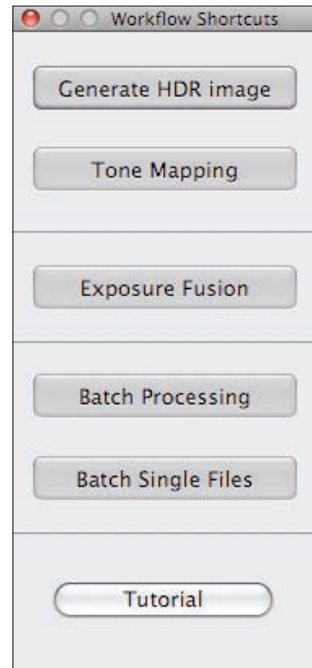 Workflow Shortcuts
Generate HDR image
Tone Mapping
Exposure Fusion
Batch Processing
Batch Single Files
Tutorial